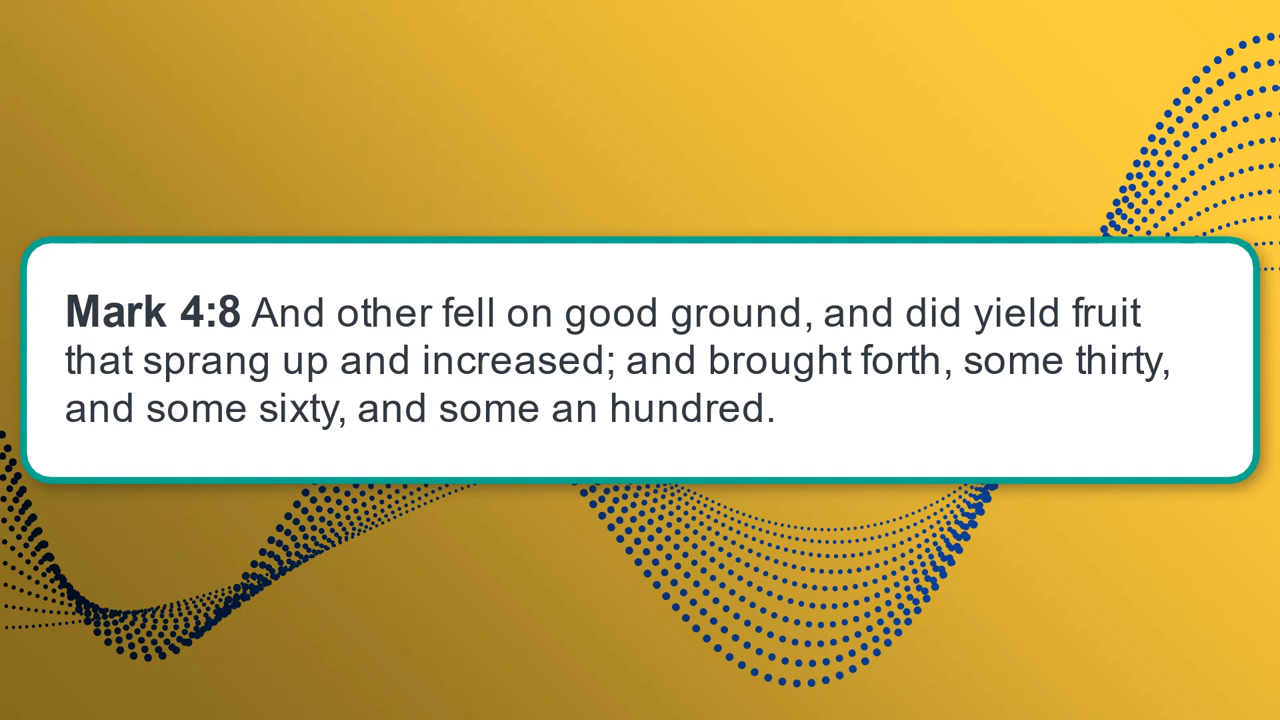 Mark 4:8 And other fell on good ground, and did yield fruit
that sprang up and increased; and brought forth, some thirty,
and some sixty, and some an hundred.